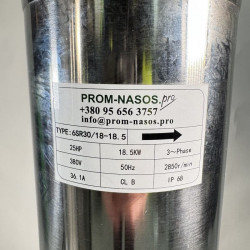 PROM-NASOS.pro
+380 95 656 3757
info@prom-nasos.pro
TYPE: 6SR30/18-18.5
25HP 18.5KW 3~Phase
380V 50Hz 2850r/min
36.1A CL B IP 68